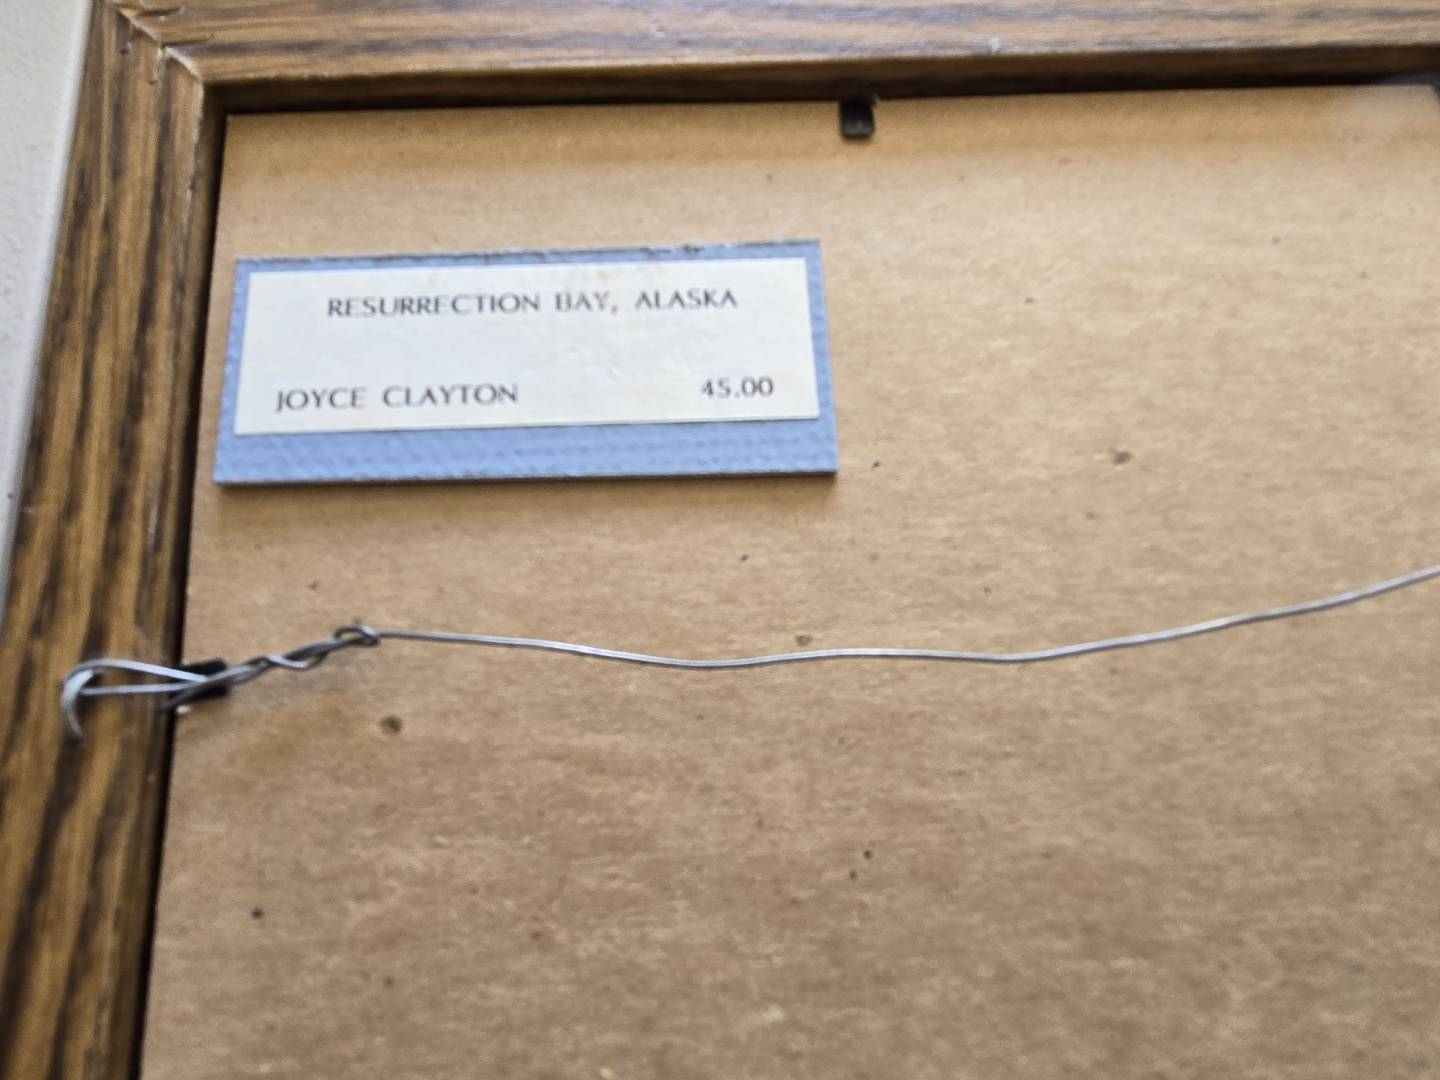 RESURRECTION BAY, ALASKA
JOYCE CLAYTON 45.00